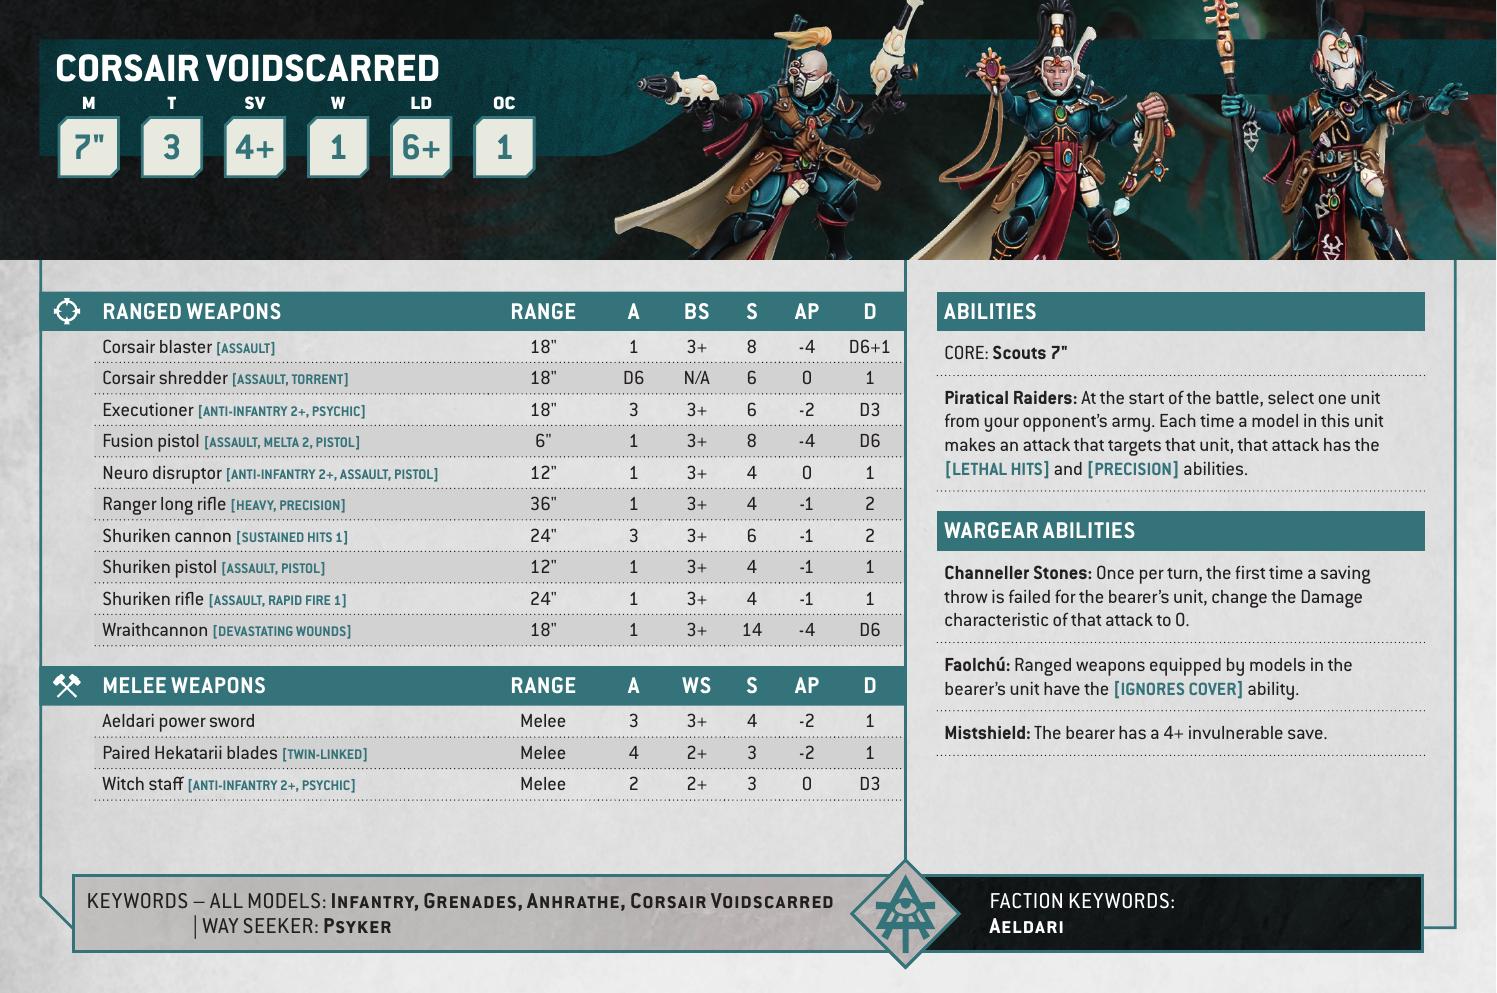 CORSAIR VOIDSCARRED
M T SV W LD OC
7" 3 4+ 1 6+ 1
RANGED WEAPONS RANGE A BS S AP D
Corsair blaster [ASSAULT] 18" 1 3+ 8 -4 D6+1
Corsair shredder [ASSAULT, TORRENT] 18" D6 N/A 6 0 1
Executioner [ANTI-INFANTRY 2+, PSYCHIC] 18" 3 3+ 6 -2 D3
Fusion pistol [ASSAULT, MELTA 2, PISTOL] 6" 1 3+ 8 -4 D6
Neuro disruptor [ANTI-INFANTRY 2+, ASSAULT, PISTOL] 12" 1 3+ 4 0 1
Ranger long rifle [HEAVY, PRECISION] 36" 1 3+ 4 -1 2
Shuriken cannon [SUSTAINED HITS 1] 24" 3 3+ 6 -1 2
Shuriken pistol [ASSAULT, PISTOL] 12" 1 3+ 4 -1 1
Shuriken rifle [ASSAULT, RAPID FIRE 1] 24" 1 3+ 4 -1 1
Wraithcannon [DEVASTATING WOUNDS] 18" 1 3+ 14 -4 D6
MELEE WEAPONS RANGE A WS S AP D
Aeldari power sword Melee 3 3+ 4 -2 1
Paired Hekatarii blades [TWIN-LINKED] Melee 4 2+ 3 -2 1
Witch staff [ANTI-INFANTRY 2+, PSYCHIC] Melee 2 2+ 3 0 D3
ABILITIES
CORE: Scouts 7"
Piratical Raiders: At the start of the battle, select one unit
from your opponent's army. Each time a model in this unit
makes an attack that targets that unit, that attack has the
[LETHAL HITS] and [PRECISION] abilities.
WARGEAR ABILITIES
Channeller Stones: Once per turn, the first time a saving
throw is failed for the bearer's unit, change the Damage
characteristic of that attack to 0.
Faolchú: Ranged weapons equipped by models in the
bearer's unit have the [IGNORES COVER] ability.
Mistshield: The bearer has a 4+ invulnerable save.
KEYWORDS – ALL MODELS: INFANTRY, GRENADES, ANHRATHE, CORSAIR VOIDSCARRED
| WAY SEEKER: PSYKER
FACTION KEYWORDS:
AELDARI